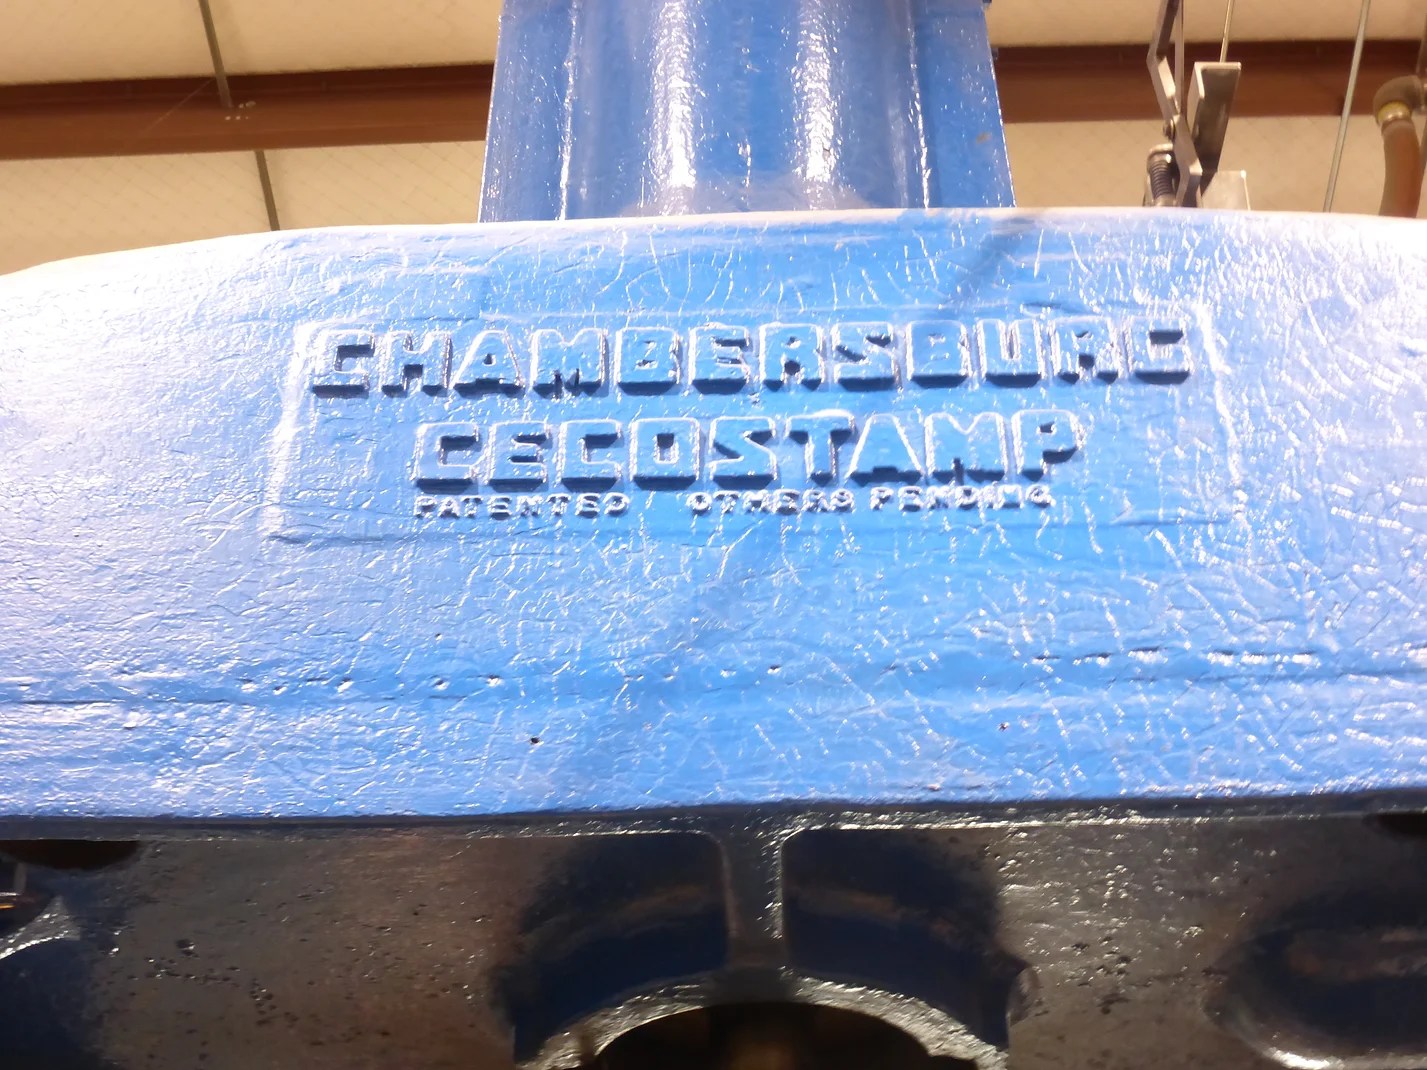 CHAMBERSBURG
CECOSTAMP
PATENTED OTHERS PENDING